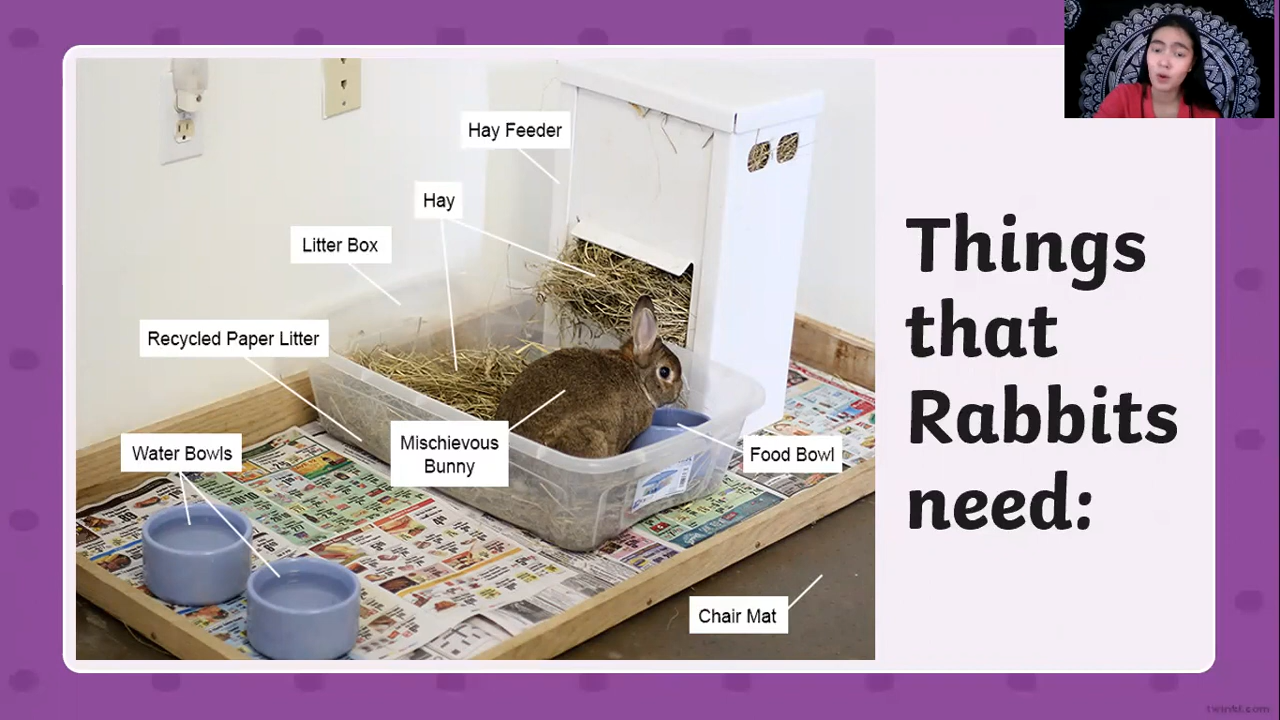 Hay Feeder
Hay
Litter Box
Recycled Paper Litter
Water Bowls
Mischievous
Bunny
Food Bowl
Chair Mat
Things
that
Rabbits
need:
twinkl.com